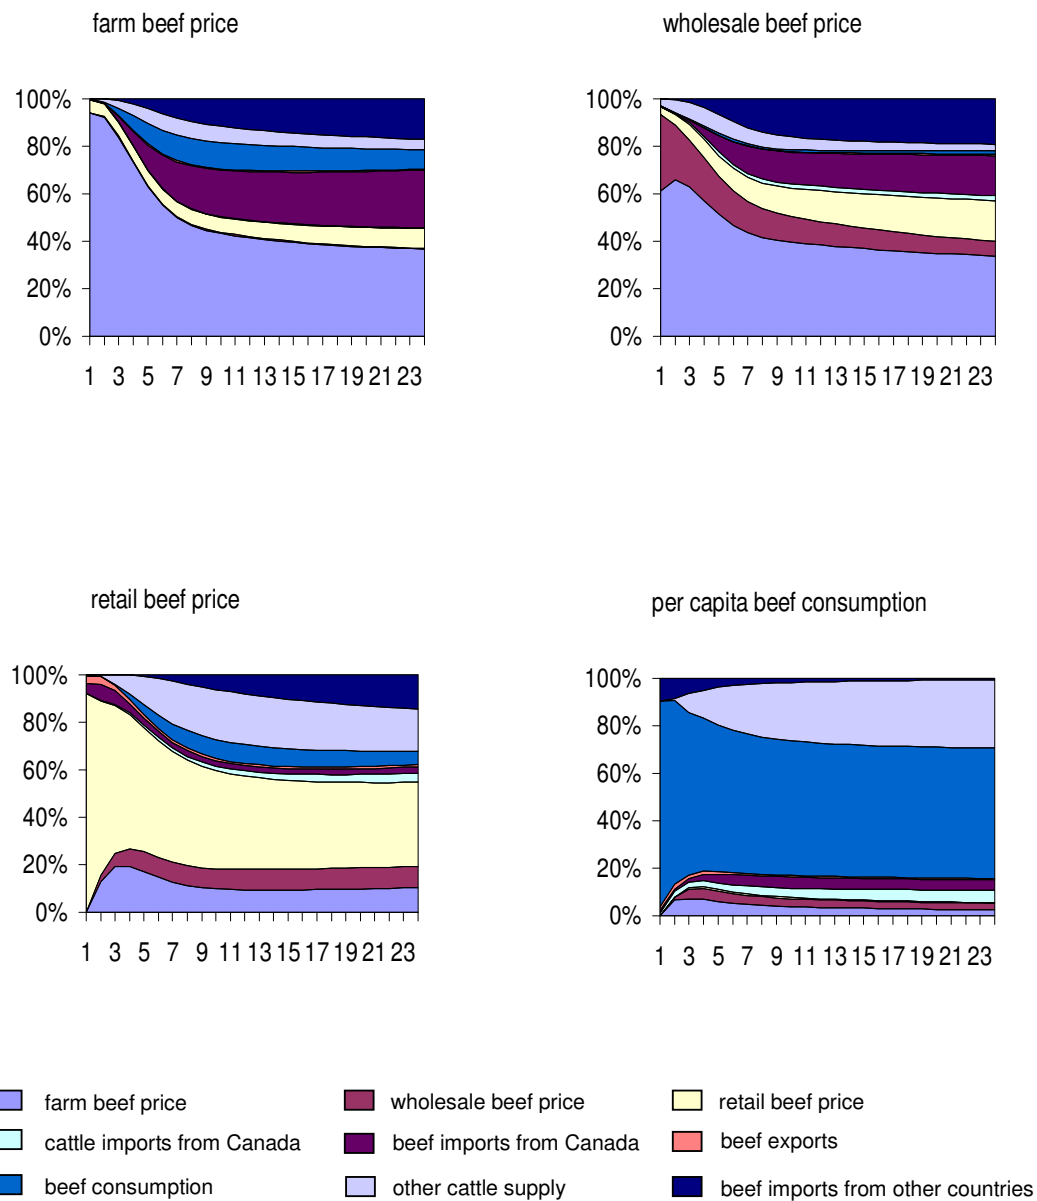 farm beef price
wholesale beef price
100%
80%
60%
40%
20%
0%
1 3 5 7 9 11 13 15 17 19 21 23
100%
80%
60%
40%
20%
0%
1 3 5 7 9 11 13 15 17 19 21 23
retail beef price
per capita beef consumption
100%
80%
60%
40%
20%
0%
1 3 5 7 9 11 13 15 17 19 21 23
100%
80%
60%
40%
20%
0%
1 3 5 7 9 11 13 15 17 19 21 23
farm beef price
wholesale beef price
retail beef price
cattle imports from Canada
beef imports from Canada
beef exports
beef consumption
other cattle supply
beef imports from other countries